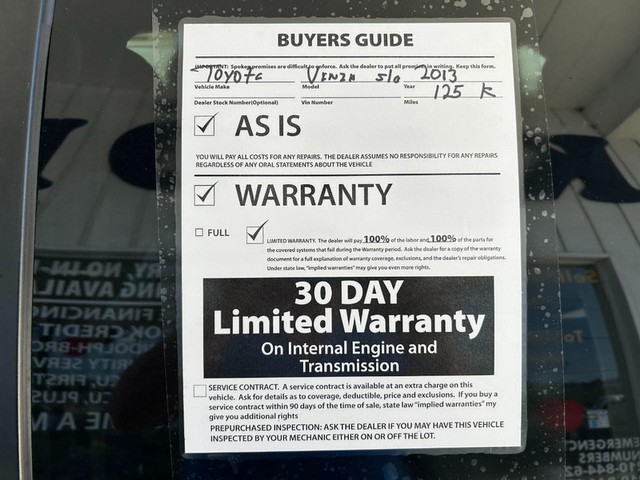 BUYERS GUIDE
IMPORTANT: Spoken promises are difficult to enforce. Ask the dealer to put all promises in writing. Keep this form.
TOYOTA VENZA 2013
Vehicle Make Model Year
125 K
Dealer Stock Number(Optional) Vin Number Miles
AS IS
YOU WILL PAY ALL COSTS FOR ANY REPAIRS. THE DEALER ASSUMES NO RESPONSIBILITY FOR ANY REPAIRS
REGARDLESS OF ANY ORAL STATEMENTS ABOUT THE VEHICLE
WARRANTY
FULL
LIMITED WARRANTY. The dealer will pay 100% of the labor and 100% of the parts for
the covered systems that fail during the Warranty period. Ask the dealer for a copy of the warranty
document for a full explanation of warranty coverage, exclusions, and the dealer's repair obligations.
Under state law, "implied warranties" may give you even more rights.
30 DAY
Limited Warranty
On Internal Engine and
Transmission
SERVICE CONTRACT. A service contract is available at an extra charge on this
vehicle. Ask for details as to coverage, deductible, price and exclusions. If you buy a
service contract within 90 days of the time of sale, state law "implied warranties" my
give you additional rights
PREPURCHASED INSPECTION: ASK THE DEALER IF YOU MAY HAVE THIS VEHICLE
INSPECTED BY YOUR MECHANIC EITHER ON OR OFF THE LOT.
FINANCING
OK CREDIT
EMERGENCY
NUMBERS